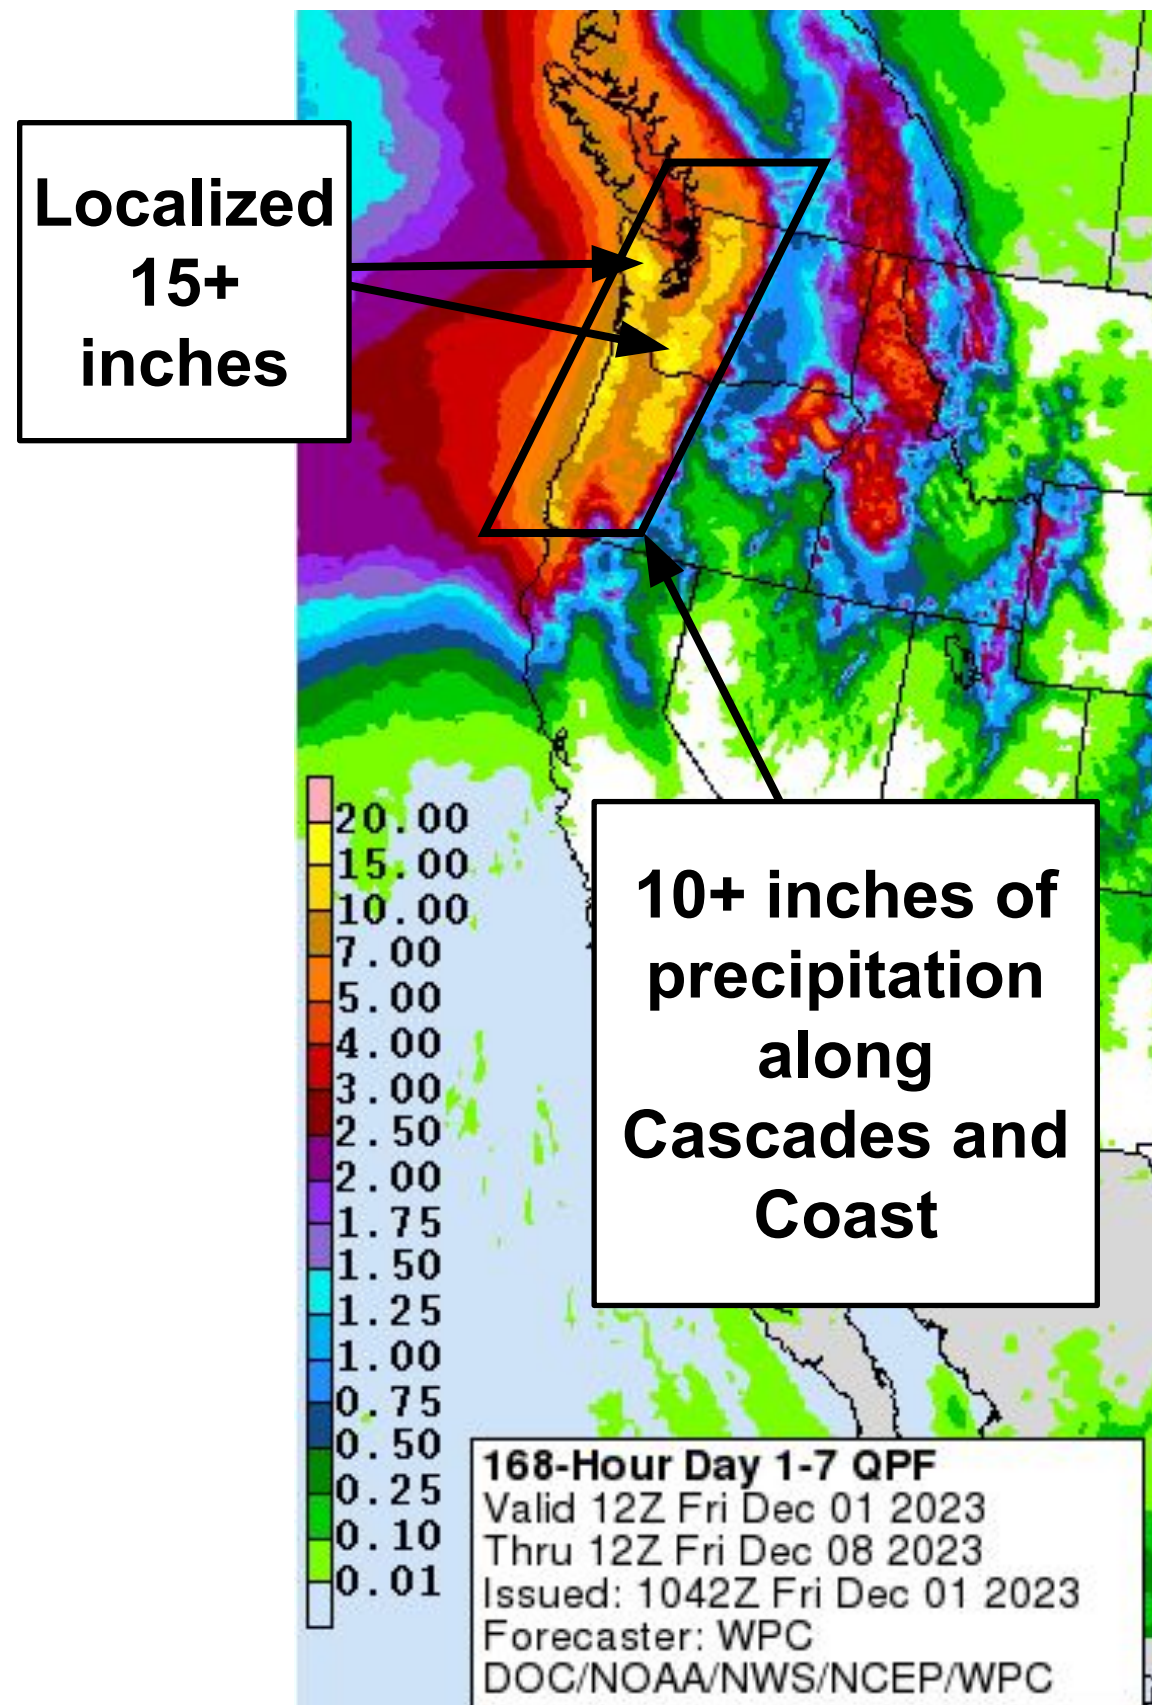 Localized
15+
inches
20.00
15.00
10.00
7.00
5.00
4.00
3.00
2.50
2.00
1.75
1.50
1.25
1.00
0.75
0.50
0.25
0.10
0.01
10+ inches of
precipitation
along
Cascades and
Coast
168-Hour Day 1-7 QPF
Valid 12Z Fri Dec 01 2023
Thru 12Z Fri Dec 08 2023
Issued: 1042Z Fri Dec 01 2023
Forecaster: WPC
DOC/NOAA/NWS/NCEP/WPC